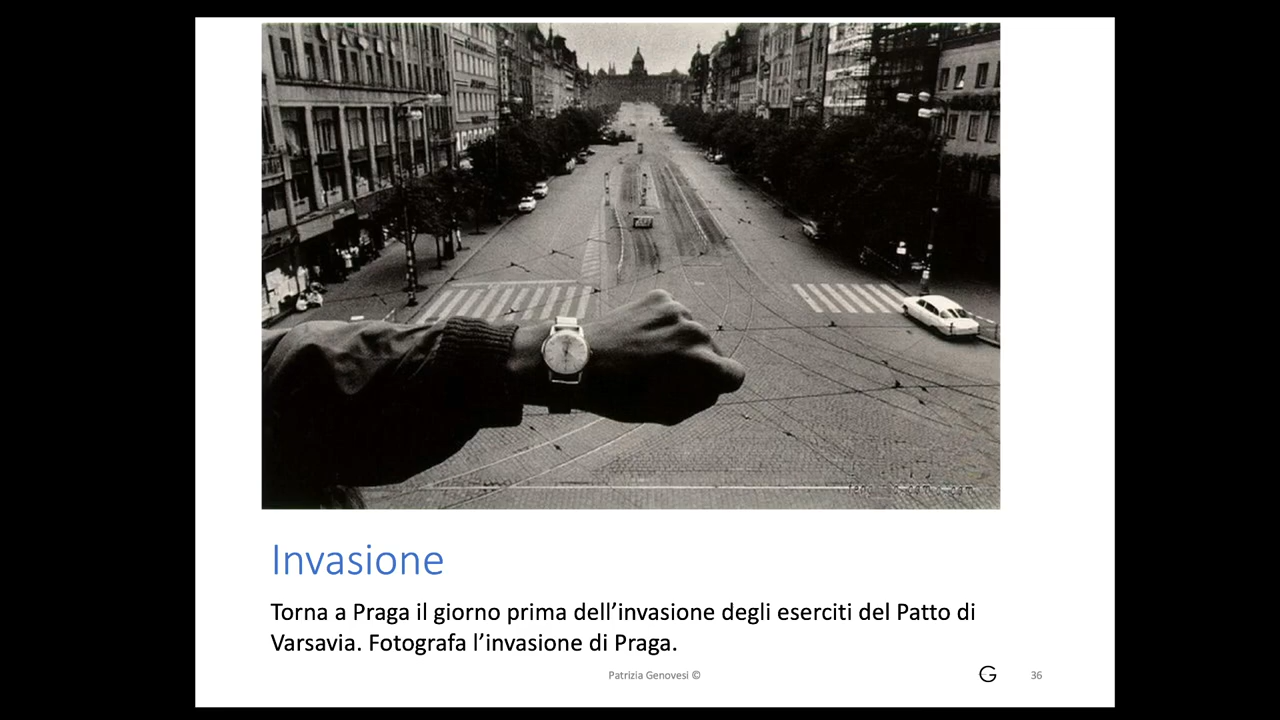 Invasione
Torna a Praga il giorno prima dell’invasione degli eserciti del Patto di
Varsavia. Fotografa l’invasione di Praga.
Patrizia Genovesi ©
G
36